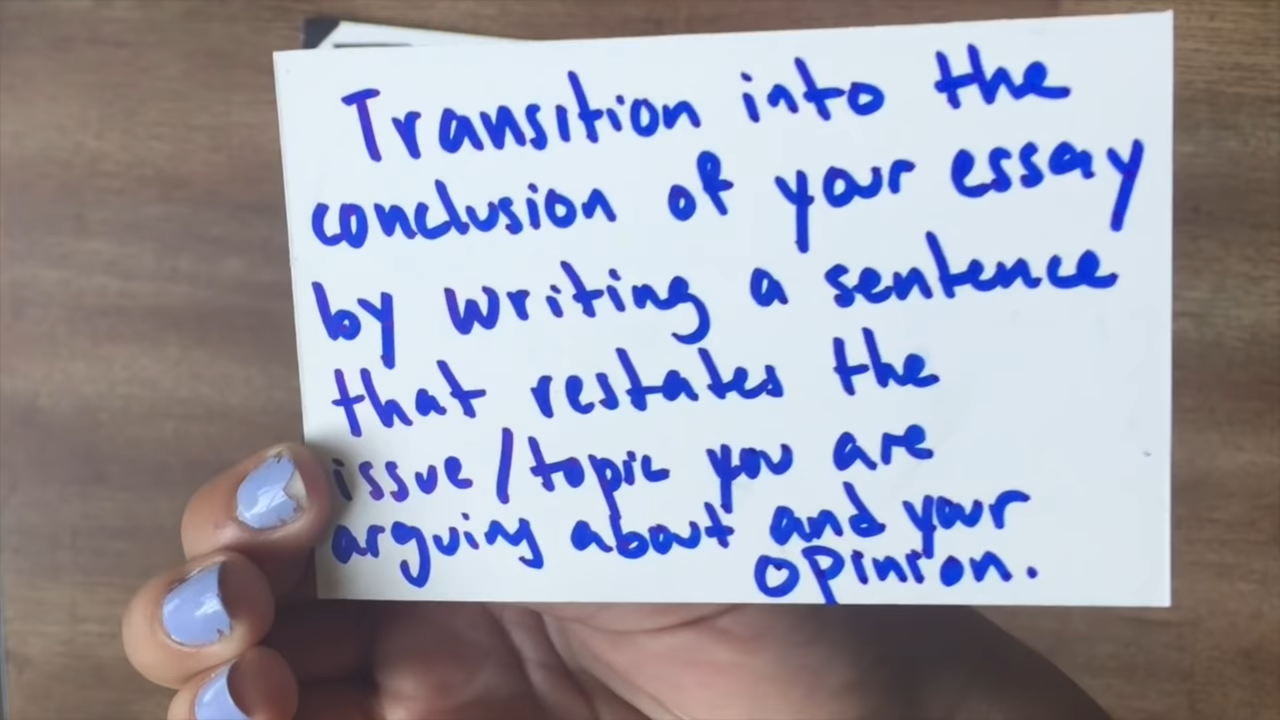 Transition into the
conclusion of your essay
by writing a sentence
that restates the
issue/topic you are
arguing about and your
opinion.